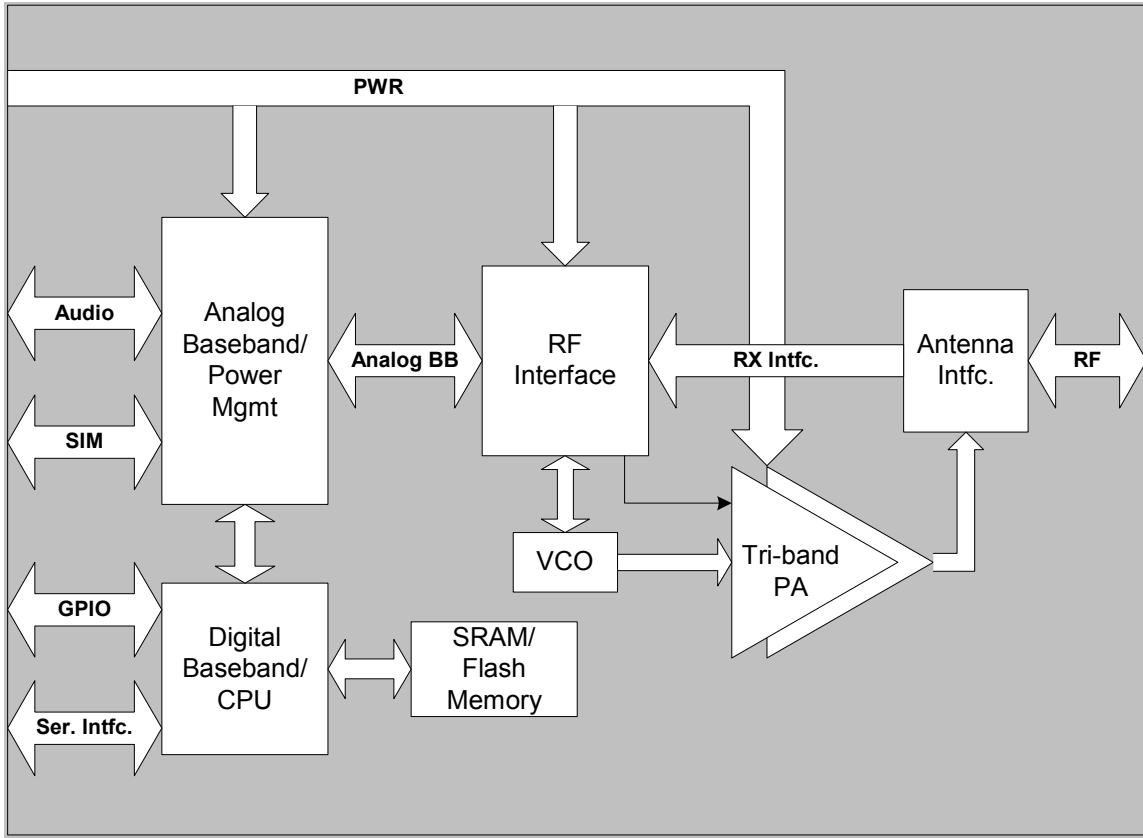 PWR
Audio
Analog
Baseband/
Power
Mgmt
Analog BB
RF
Interface
RX Intfc.
Antenna
Intfc.
RF
SIM
VCO
Tri-band
PA
GPIO
Digital
Baseband/
CPU
SRAM/
Flash
Memory
Ser. Intfc.